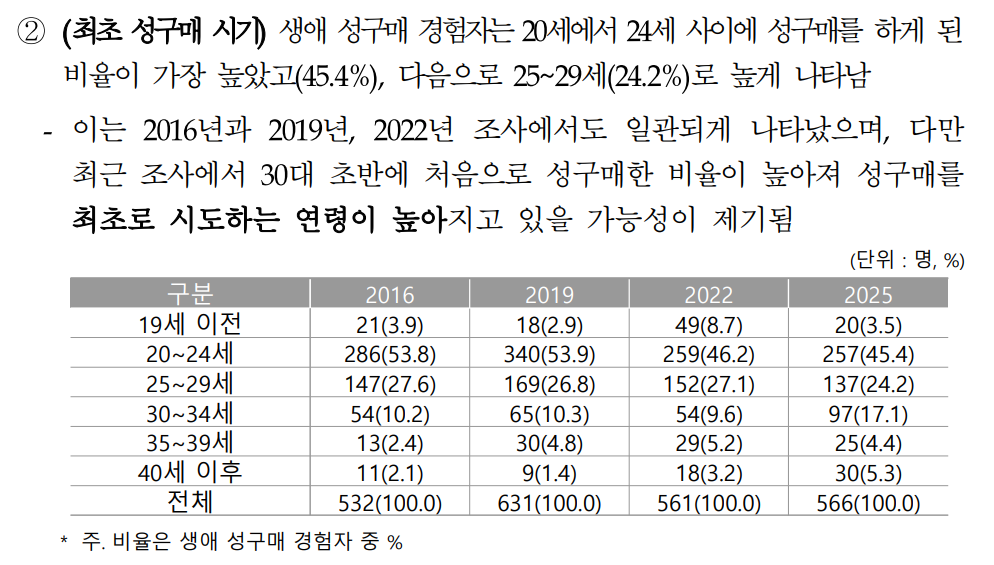 ② (최초 성구매 시기) 생애 성구매 경험자는 20세에서 24세 사이에 성구매를 하게 된
비율이 가장 높았고(45.4%), 다음으로 25~29세(24.2%)로 높게 나타남
- 이는 2016년과 2019년, 2022년 조사에서도 일관되게 나타났으며, 다만
최근 조사에서 30대 초반에 처음으로 성구매한 비율이 높아져 성구매를
최초로 시도하는 연령이 높아지고 있을 가능성이 제기됨
(단위 : 명, %)
구분 2016 2019 2022 2025
19세 이전 21(3.9) 18(2.9) 49(8.7) 20(3.5)
20~24세 286(53.8) 340(53.9) 259(46.2) 257(45.4)
25~29세 147(27.6) 169(26.8) 152(27.1) 137(24.2)
30~34세 54(10.2) 65(10.3) 54(9.6) 97(17.1)
35~39세 13(2.4) 30(4.8) 29(5.2) 25(4.4)
40세 이후 11(2.1) 9(1.4) 18(3.2) 30(5.3)
전체 532(100.0) 631(100.0) 561(100.0) 566(100.0)
* 주. 비율은 생애 성구매 경험자 중 %